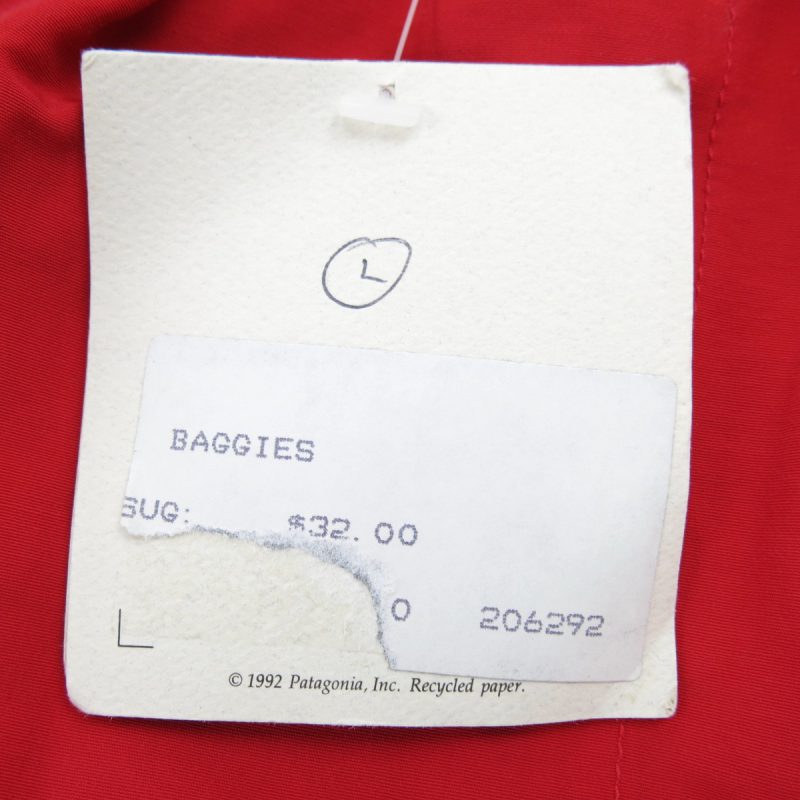 L
BAGGIES
SUG: $32.00
0 206292
© 1992 Patagonia, Inc. Recycled paper.